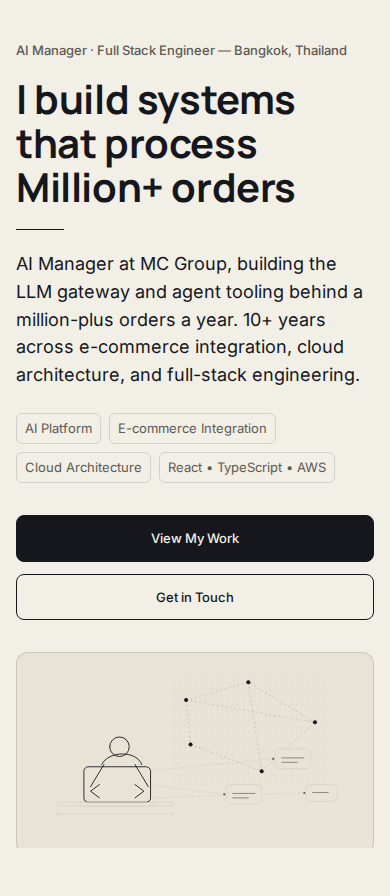 AI Manager · Full Stack Engineer — Bangkok, Thailand
I build systems
that process
Million+ orders
AI Manager at MC Group, building the
LLM gateway and agent tooling behind a
million-plus orders a year. 10+ years
across e-commerce integration, cloud
architecture, and full-stack engineering.
AI Platform
E-commerce Integration
Cloud Architecture
React • TypeScript • AWS
View My Work
Get in Touch